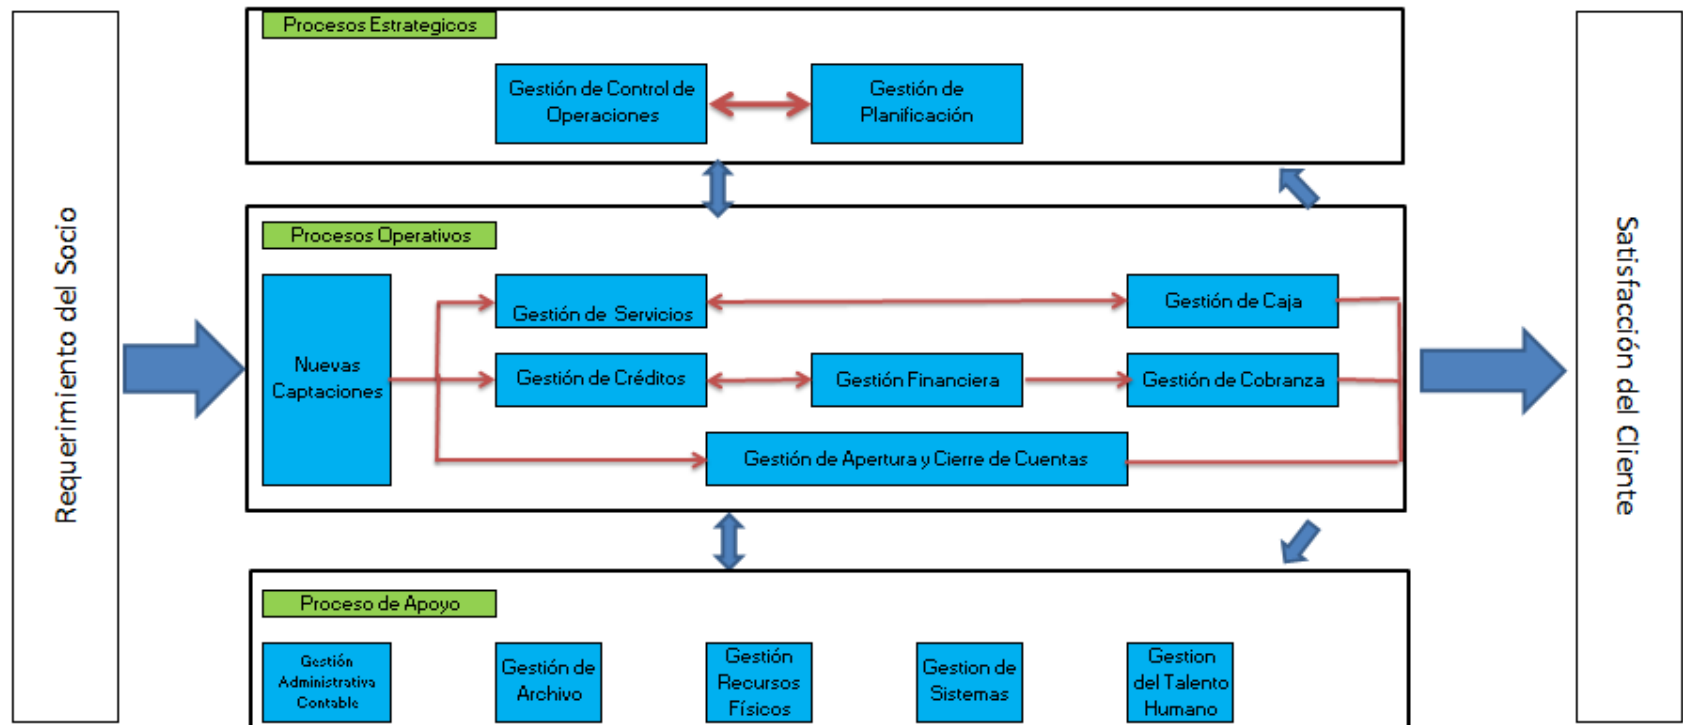 Requerimiento del Socio
Procesos Estrategicos
Gestión de Control de
Operaciones
Gestión de
Planificación
Procesos Operativos
Nuevas
Captaciones
Gestión de Servicios
Gestión de Caja
Gestión de Créditos
Gestión Financiera
Gestión de Cobranza
Gestión de Apertura y Cierre de Cuentas
Proceso de Apoyo
Gestión
Administrativa
Contable
Gestión de
Archivo
Gestión
Recursos
Físicos
Gestion de
Sistemas
Gestion
del Talento
Humano
Satisfacción del Cliente